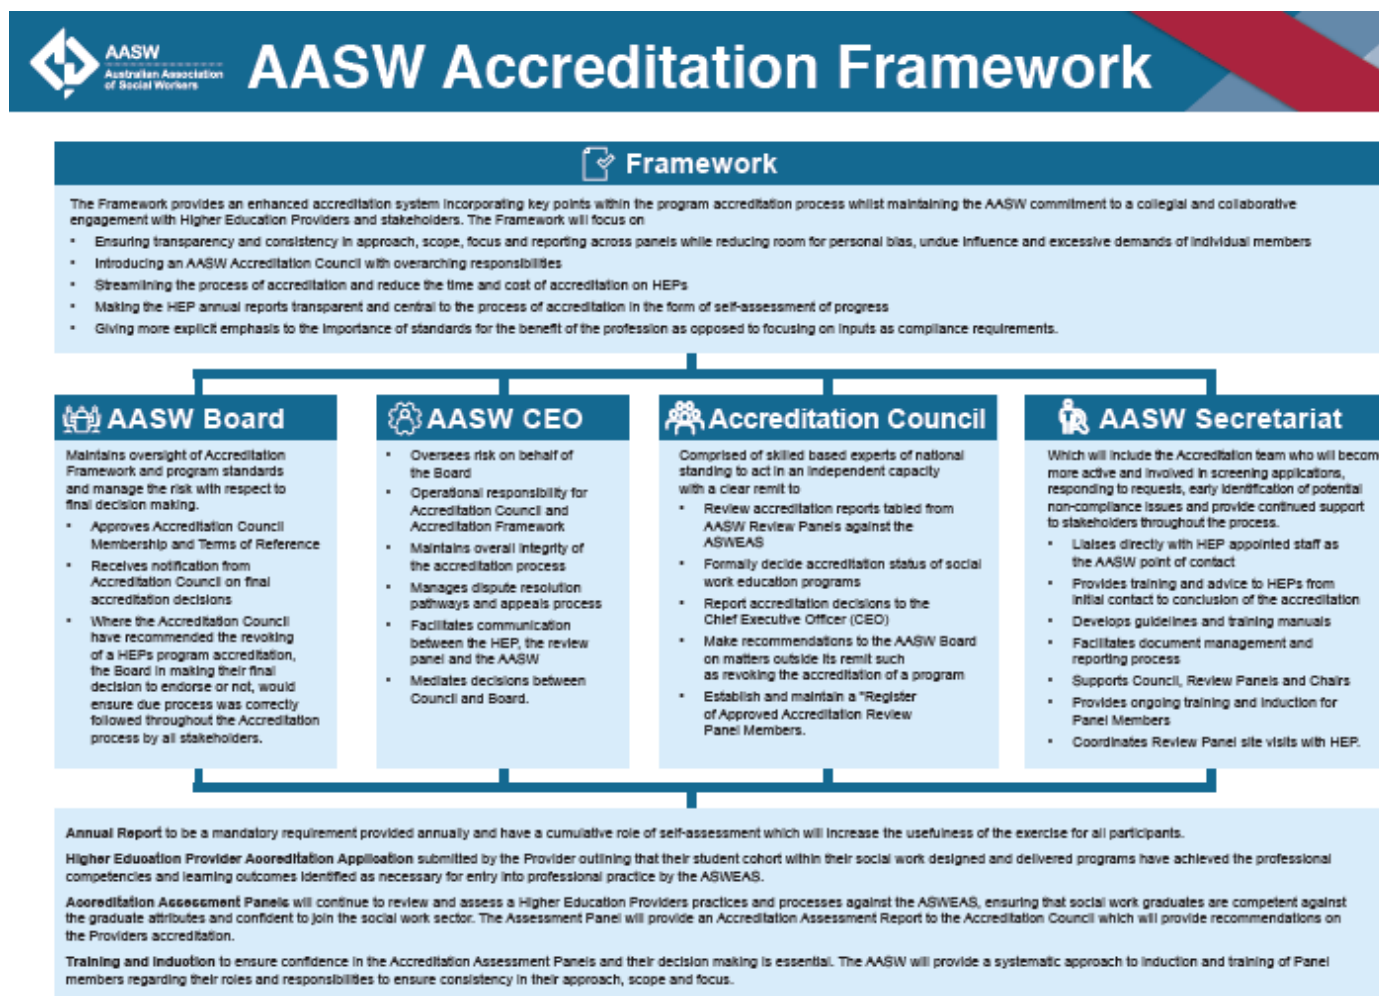 AASW
Australian Association
of Social Workers
AASW Accreditation Framework
Framework
The Framework provides an enhanced accreditation system incorporating key points within the program accreditation process whilst maintaining the AASW commitment to a collegial and collaborative
engagement with Higher Education Providers and stakeholders. The Framework will focus on
▪ Ensuring transparency and consistency in approach, scope, focus and reporting across panels while reducing room for personal bias, undue influence and excessive demands of individual members
▪ Introducing an AASW Accreditation Council with overarching responsibilities
▪ Streamlining the process of accreditation and reduce the time and cost of accreditation on HEPs
▪ Making the HEP annual reports transparent and central to the process of accreditation in the form of self-assessment of progress
▪ Giving more explicit emphasis to the importance of standards for the benefit of the profession as opposed to focusing on inputs as compliance requirements.
AASW Board
Maintains oversight of Accreditation
Framework and program standards
and manage the risk with respect to
final decision making.
▪ Approves Accreditation Council
Membership and Terms of Reference
▪ Receives notification from
Accreditation Council on final
accreditation decisions
▪ Where the Accreditation Council
have recommended the revoking
of a HEPs program accreditation,
the Board in making their final
decision to endorse or not, would
ensure due process was correctly
followed throughout the Accreditation
process by all stakeholders.
AASW CEO
▪ Oversees risk on behalf of
the Board
▪ Operational responsibility for
Accreditation Council and
Accreditation Framework
▪ Maintains overall integrity of
the accreditation process
▪ Manages dispute resolution
pathways and appeals process
▪ Facilitates communication
between the HEP, the review
panel and the AASW
▪ Mediates decisions between
Council and Board.
Accreditation Council
Comprised of skilled based experts of national
standing to act in an independent capacity
with a clear remit to
▪ Review accreditation reports tabled from
AASW Review Panels against the
ASWEAS
▪ Formally decide accreditation status of social
work education programs
▪ Report accreditation decisions to the
Chief Executive Officer (CEO)
▪ Make recommendations to the AASW Board
on matters outside its remit such
as revoking the accreditation of a program
▪ Establish and maintain a "Register
of Approved Accreditation Review
Panel Members.
AASW Secretariat
Which will include the Accreditation team who will becom
more active and involved in screening applications,
responding to requests, early identification of potential
non-compliance issues and provide continued support
to stakeholders throughout the process.
▪ Liaises directly with HEP appointed staff as
the AASW point of contact
▪ Provides training and advice to HEPs from
initial contact to conclusion of the accreditation
▪ Develops guidelines and training manuals
▪ Facilitates document management and
reporting process
▪ Supports Council, Review Panels and Chairs
▪ Provides ongoing training and induction for
Panel Members
▪ Coordinates Review Panel site visits with HEP.
Annual Report to be a mandatory requirement provided annually and have a cumulative role of self-assessment which will increase the usefulness of the exercise for all participants.
Higher Education Provider Accreditation Application submitted by the Provider outlining that their student cohort within their social work designed and delivered programs have achieved the professional
competencies and learning outcomes identified as necessary for entry into professional practice by the ASWEAS.
Accreditation Assessment Panels will continue to review and assess a Higher Education Providers practices and processes against the ASWEAS, ensuring that social work graduates are competent against
the graduate attributes and confident to join the social work sector. The Assessment Panel will provide an Accreditation Assessment Report to the Accreditation Council which will provide recommendations on
the Providers accreditation.
Training and Induction to ensure confidence in the Accreditation Assessment Panels and their decision making is essential. The AASW will provide a systematic approach to induction and training of Panel
members regarding their roles and responsibilities to ensure consistency in their approach, scope and focus.